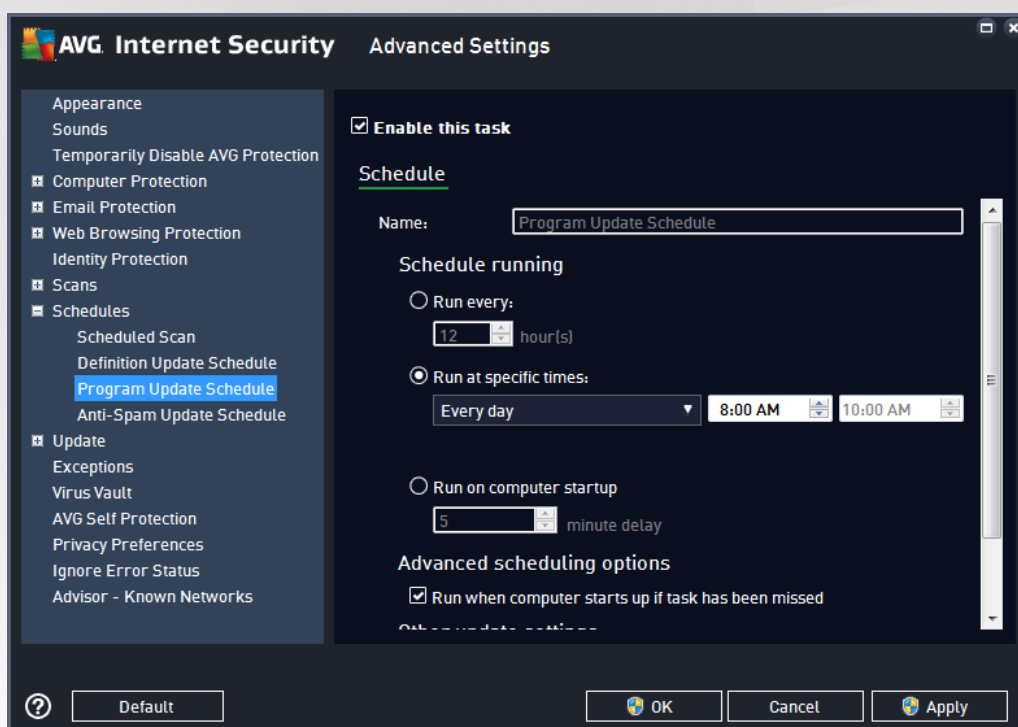 AVG. Internet Security Advanced Settings
Appearance
Sounds
Temporarily Disable AVG Protection
Computer Protection
Email Protection
Web Browsing Protection
Identity Protection
Scans
Schedules
Scheduled Scan
Definition Update Schedule
Program Update Schedule
Anti-Spam Update Schedule
Update
Exceptions
Virus Vault
AVG Self Protection
Privacy Preferences
Ignore Error Status
Advisor - Known Networks
Enable this task
Schedule
Name: Program Update Schedule
Schedule running
Run every:
12 hour(s)
Run at specific times:
Every day 8:00 AM 10:00 AM
Run on computer startup
5 minute delay
Advanced scheduling options
Run when computer starts up if task has been missed
Other update settings
? Default OK Cancel Apply